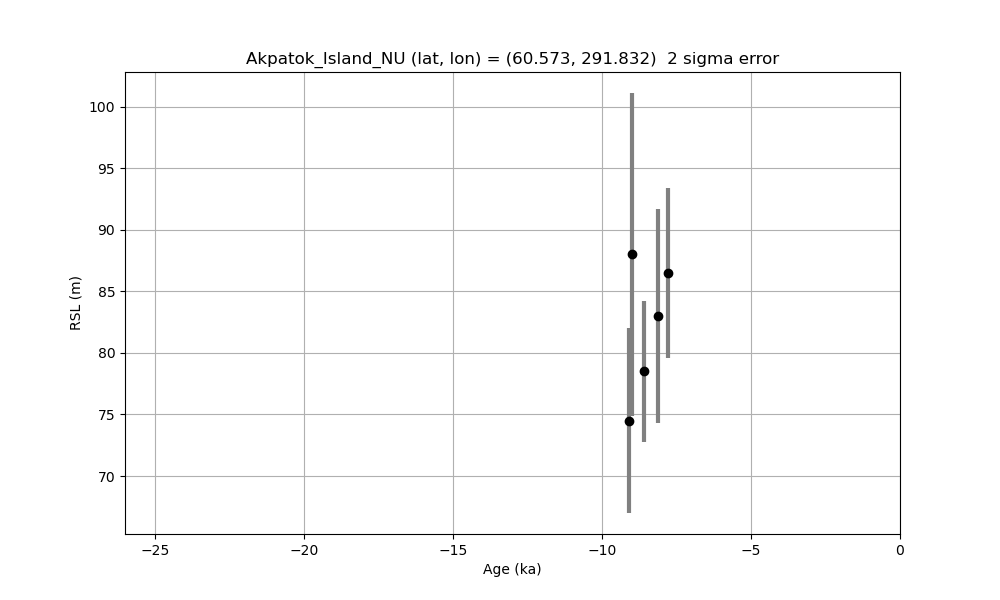 Akpatok_Island_NU (lat, lon) = (60.573, 291.832)  2 sigma error
RSL (m)
100
95
90
85
80
75
70
−25 −20 −15 −10 −5 0
Age (ka)